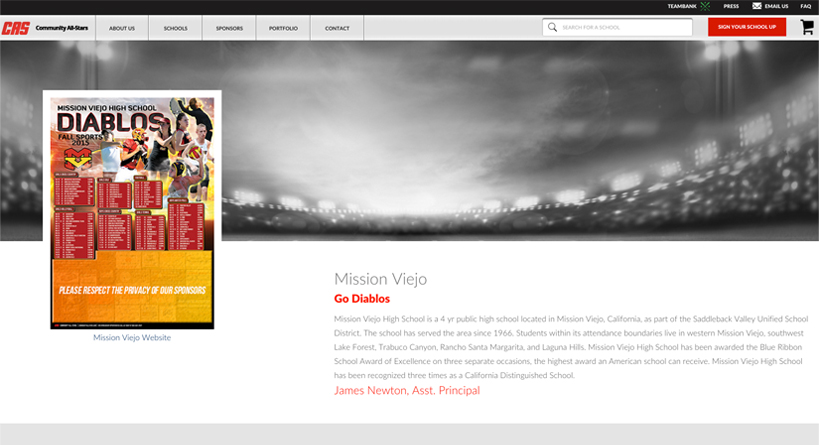 TEAMBANK PRESS EMAIL US FAQ
CAS Community All-Stars ABOUT US SCHOOLS SPONSORS PORTFOLIO CONTACT SEARCH FOR A SCHOOL SIGN YOUR SCHOOL UP
MISSION VIEJO HIGH SCHOOL
DIABLOS
FALL SPORTS
2015
PLEASE RESPECT THE PRIVACY OF OUR SPONSORS
Mission Viejo Website
Mission Viejo
Go Diablos
Mission Viejo High School is a 4 yr public high school located in Mission Viejo, California, as part of the Saddleback Valley Unified School
District. The school has served the area since 1966. Students within its attendance boundaries live in western Mission Viejo, southwest
Lake Forest, Trabuco Canyon, Rancho Santa Margarita, and Laguna Hills. Mission Viejo High School has been awarded the Blue Ribbon
School Award of Excellence on three separate occasions, the highest award an American school can receive. Mission Viejo High School
has been recognized three times as a California Distinguished School.
James Newton, Asst. Principal